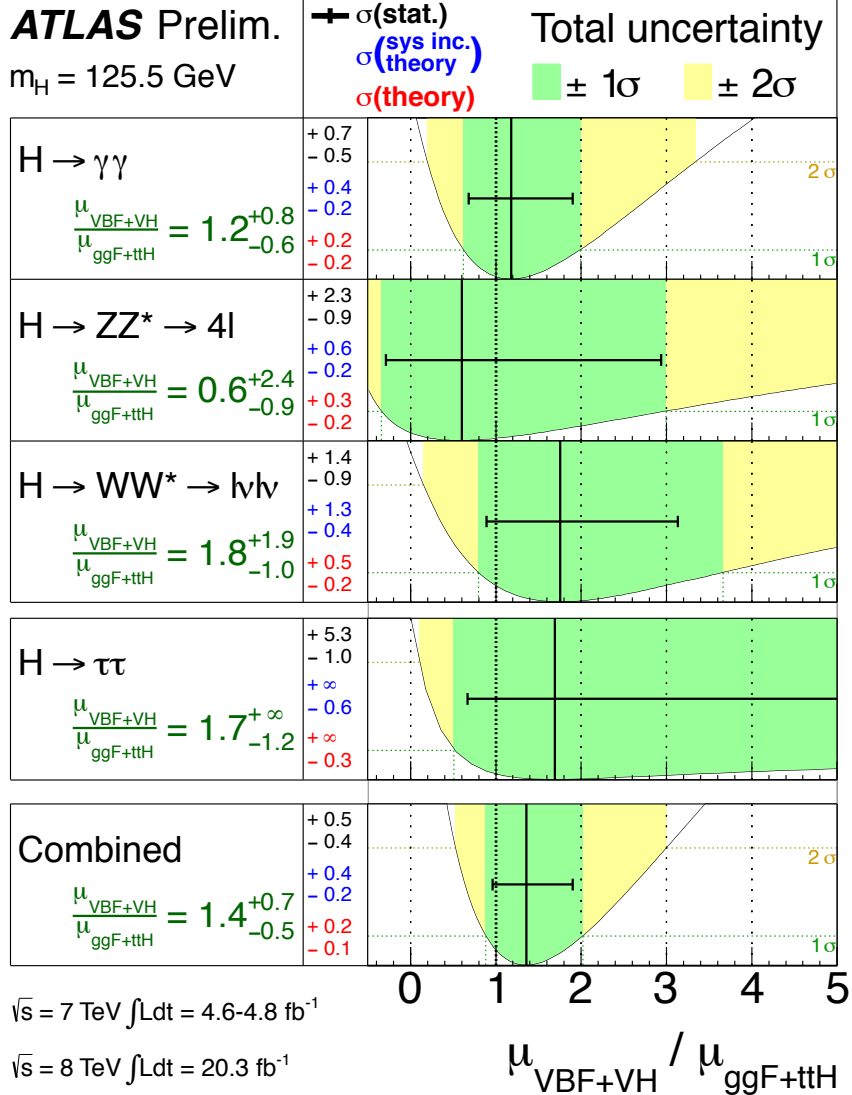 ATLAS Prelim.
m_H = 125.5 GeV
σ(stat.)
σ(sys inc. theory)
σ(theory)
Total uncertainty
± 1σ ± 2σ
H → γγ
μ_VBF+VH / μ_ggF+ttH = 1.2 +0.8 −0.6
+ 0.7
− 0.5
+ 0.4
− 0.2
+ 0.2
− 0.2
2σ
1σ
H → ZZ* → 4l
μ_VBF+VH / μ_ggF+ttH = 0.6 +2.4 −0.9
+ 2.3
− 0.9
+ 0.6
− 0.2
+ 0.3
− 0.2
1σ
H → WW* → lνlν
μ_VBF+VH / μ_ggF+ttH = 1.8 +1.9 −1.0
+ 1.4
− 0.9
+ 1.3
− 0.4
+ 0.5
− 0.2
1σ
H → ττ
μ_VBF+VH / μ_ggF+ttH = 1.7 +∞ −1.2
+ 5.3
− 1.0
+ ∞
− 0.6
+ ∞
− 0.3
Combined
μ_VBF+VH / μ_ggF+ttH = 1.4 +0.7 −0.5
+ 0.5
− 0.4
+ 0.4
− 0.2
+ 0.2
− 0.1
2σ
1σ
0 1 2 3 4 5
√s = 7 TeV ∫Ldt = 4.6-4.8 fb⁻¹
√s = 8 TeV ∫Ldt = 20.3 fb⁻¹
μ_VBF+VH / μ_ggF+ttH